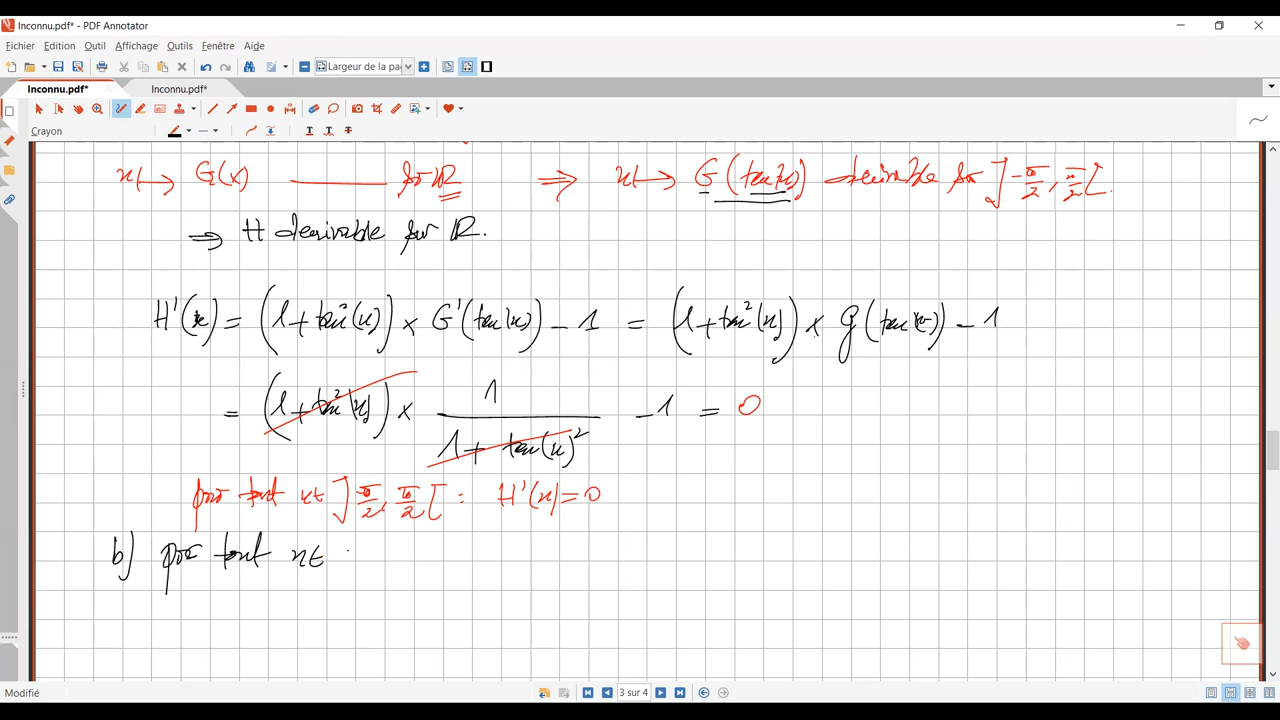 Inconnu.pdf* - PDF Annotator
Fichier Edition Outil Affichage Outils Fenêtre Aide
Largeur de la pa
Inconnu.pdf* Inconnu.pdf*
Crayon
x ⟼ G(x) ——— sur ℝ ⟹ x ⟼ G(tan(x)) derivable sur ]-π/2, π/2[.
⟹ H derivable sur ℝ.
H'(x) = (1+tan²(x)) × G'(tan(x)) - 1 = (1+tan²(x)) × g(tan(x)) - 1
= (1+tan²(x)) × 1/(1+tan(x)²) - 1 = 0
pour tout x∈ ]-π/2, π/2[ : H'(x)=0
b) pour tout x∈
Modifié 3 sur 4